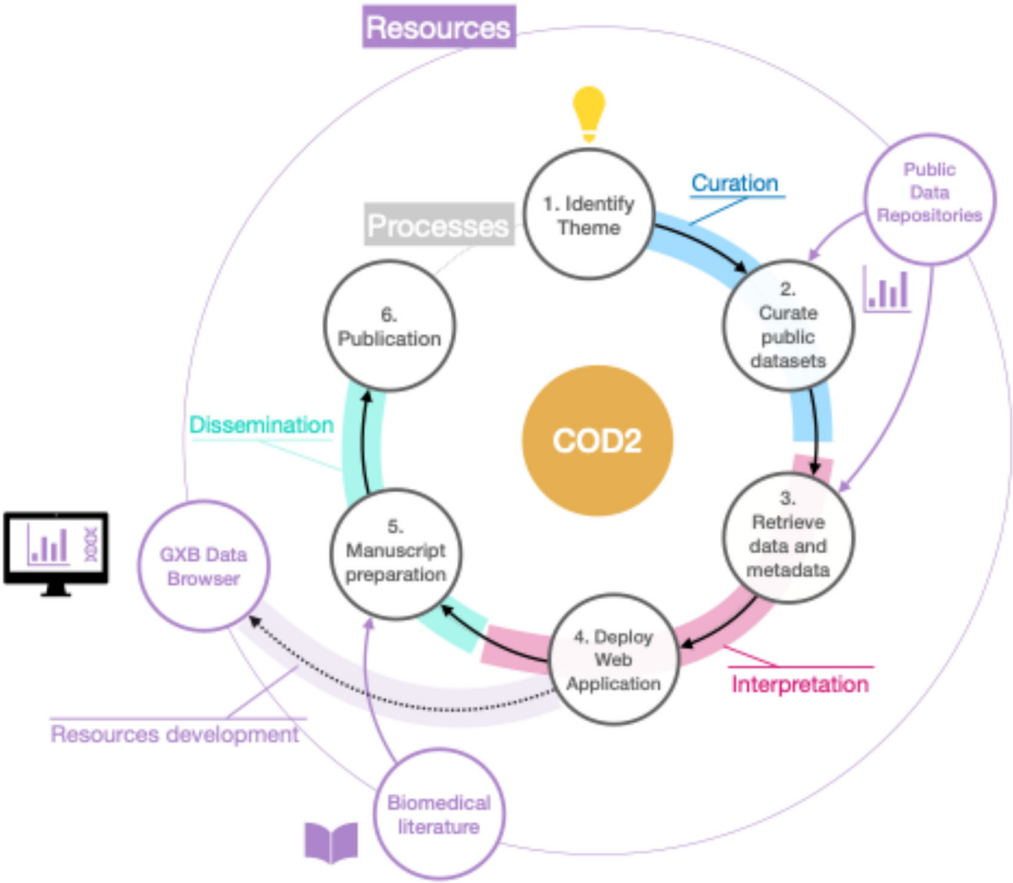 Resources
Public
Data
Repositories
Curation
1. Identify
Theme
Processes
2.
Curate
public
datasets
6.
Publication
Dissemination
COD2
3.
Retrieve
data and
metadata
5.
Manuscript
preparation
GXB Data
Browser
4. Deploy
Web
Application
Interpretation
Resources development
Biomedical
literature